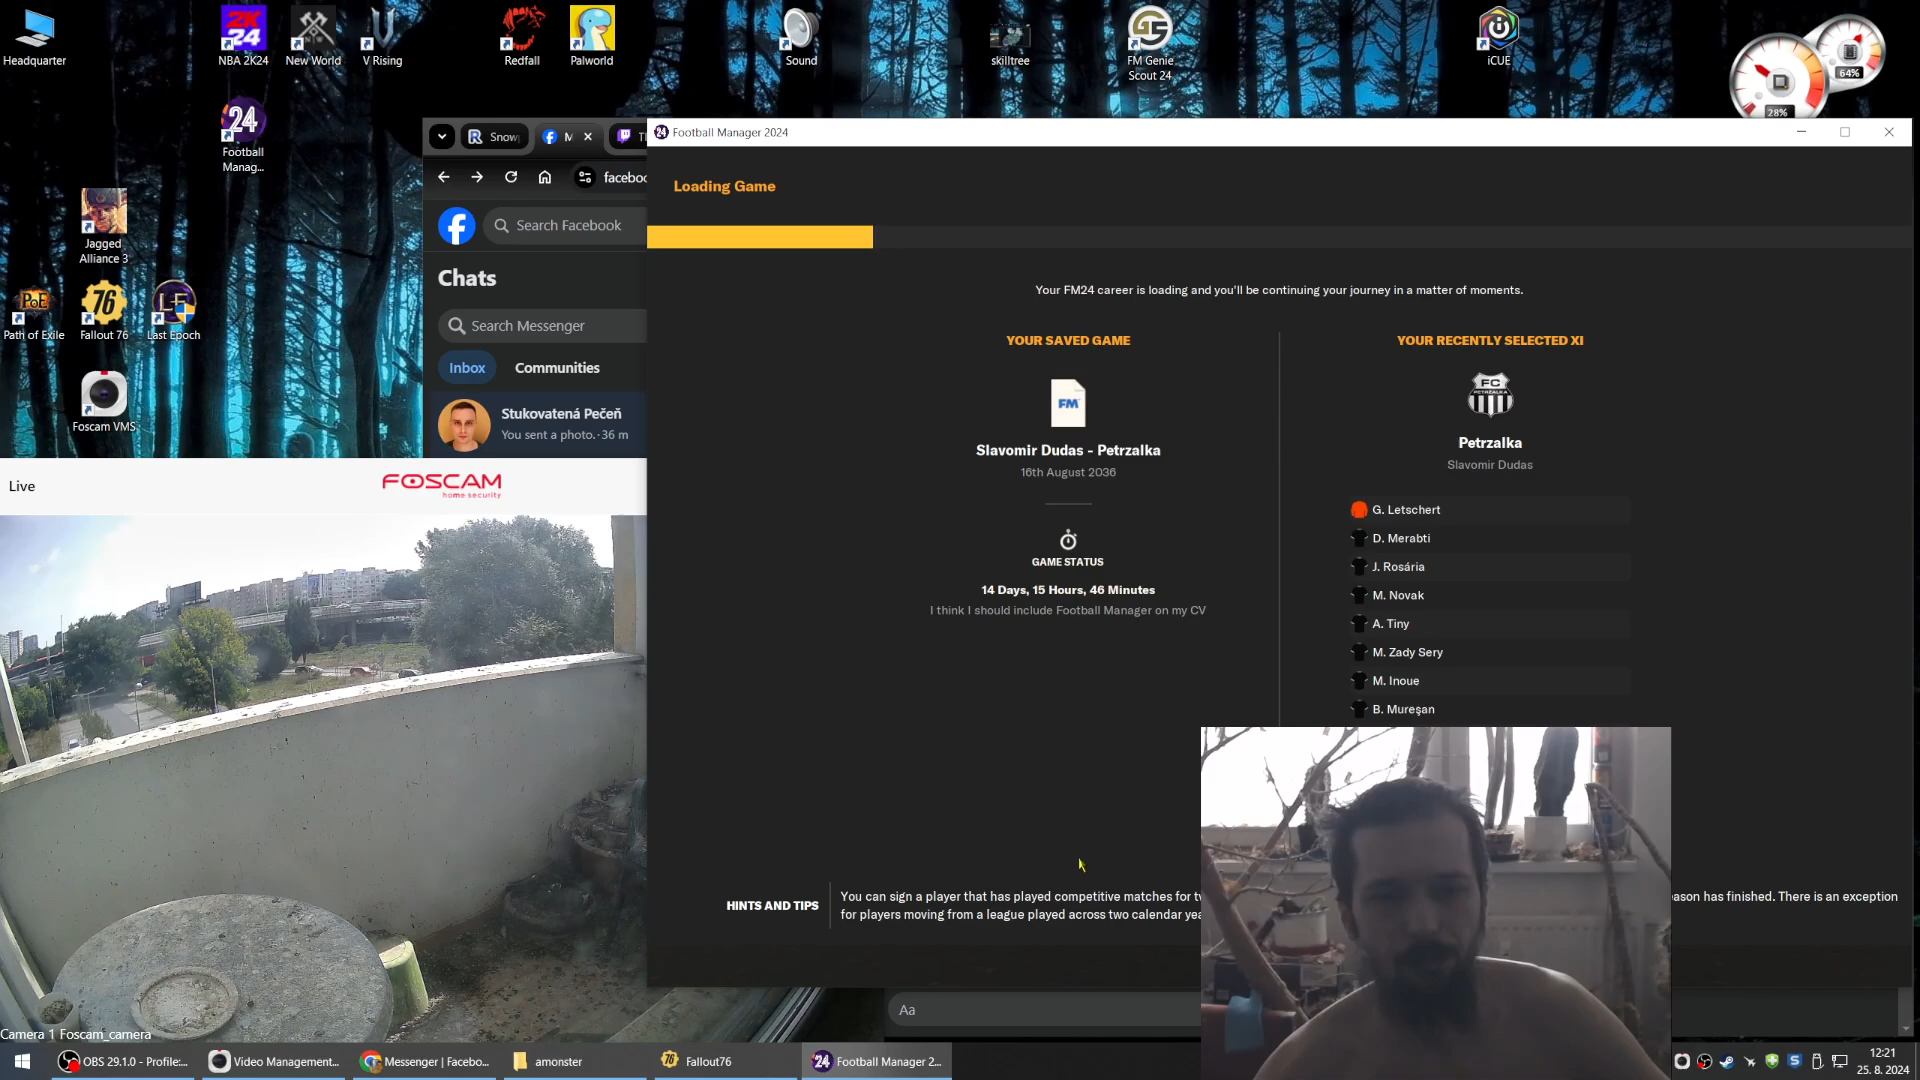 Headquarter
NBA 2K24
New World
V Rising
Redfall
Palworld
Sound
skilltree
FM Genie
Scout 24
iCUE
64%
28%
Football
Manag...
Jagged
Alliance 3
Path of Exile
Fallout 76
Last Epoch
Foscam VMS
Snow
Football Manager 2024
facebo
Search Facebook
Chats
Search Messenger
Inbox
Communities
Stukovatená Pečeň
You sent a photo. · 36 m
Loading Game
Your FM24 career is loading and you'll be continuing your journey in a matter of moments.
YOUR SAVED GAME
FM
Slavomir Dudas - Petrzalka
16th August 2036
GAME STATUS
14 Days, 15 Hours, 46 Minutes
I think I should include Football Manager on my CV
YOUR RECENTLY SELECTED XI
FC
PETRZALKA
Petrzalka
Slavomir Dudas
G. Letschert
D. Merabti
J. Rosária
M. Novak
A. Tiny
M. Zady Sery
M. Inoue
B. Mureşan
HINTS AND TIPS
You can sign a player that has played competitive matches for
eason has finished. There is an exception
for players moving from a league played across two calendar
Live
FOSCAM
home security
Camera 1 Foscam_camera
Aa
OBS 29.1.0 - Profile:...
Video Management...
Messenger | Facebo...
amonster
Fallout76
Football Manager 2...
12:21
25. 8. 2024